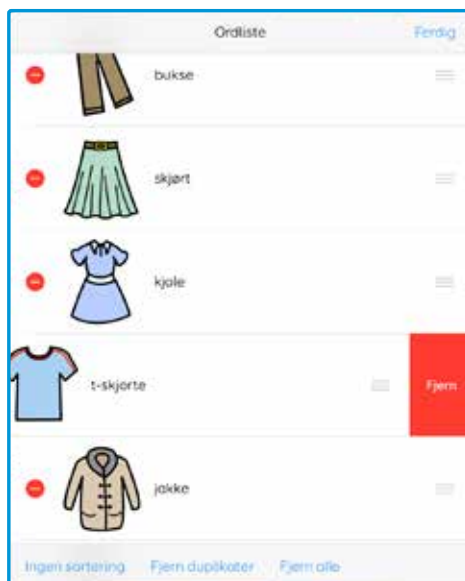 Ordliste Ferdig
bukse
skjørt
kjole
t-skjorte Fjern
jakke
Ingen sortering Fjern duplikater Fjern alle